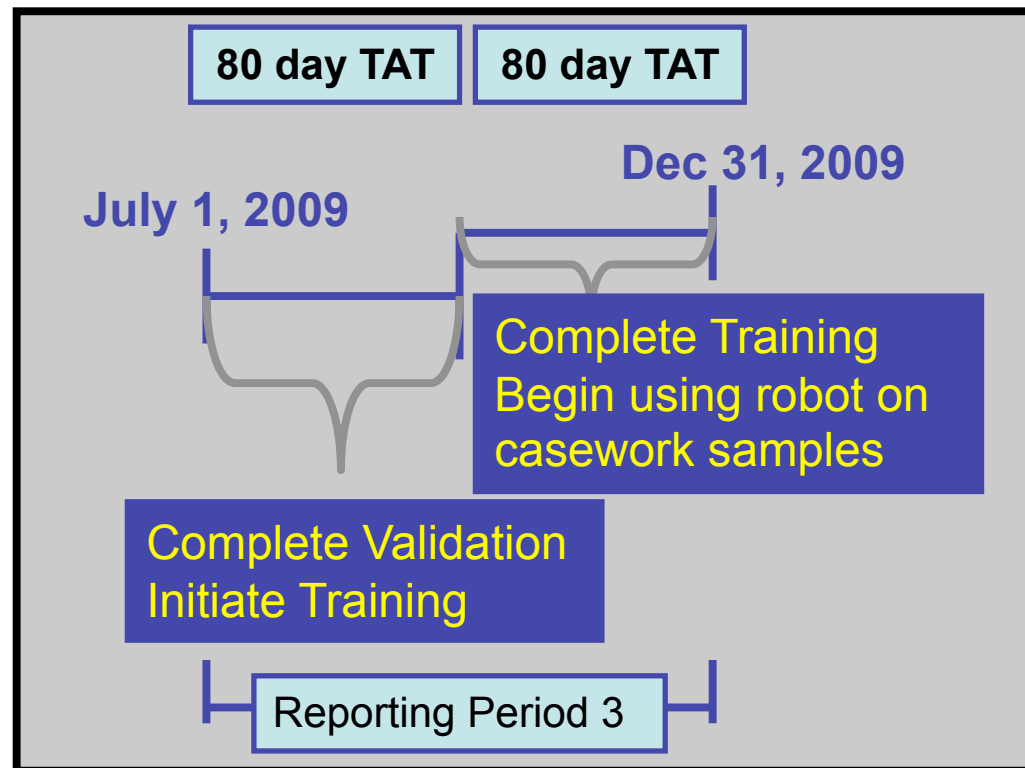 80 day TAT
80 day TAT
Dec 31, 2009
July 1, 2009
Complete Training
Begin using robot on
casework samples
Complete Validation
Initiate Training
Reporting Period 3